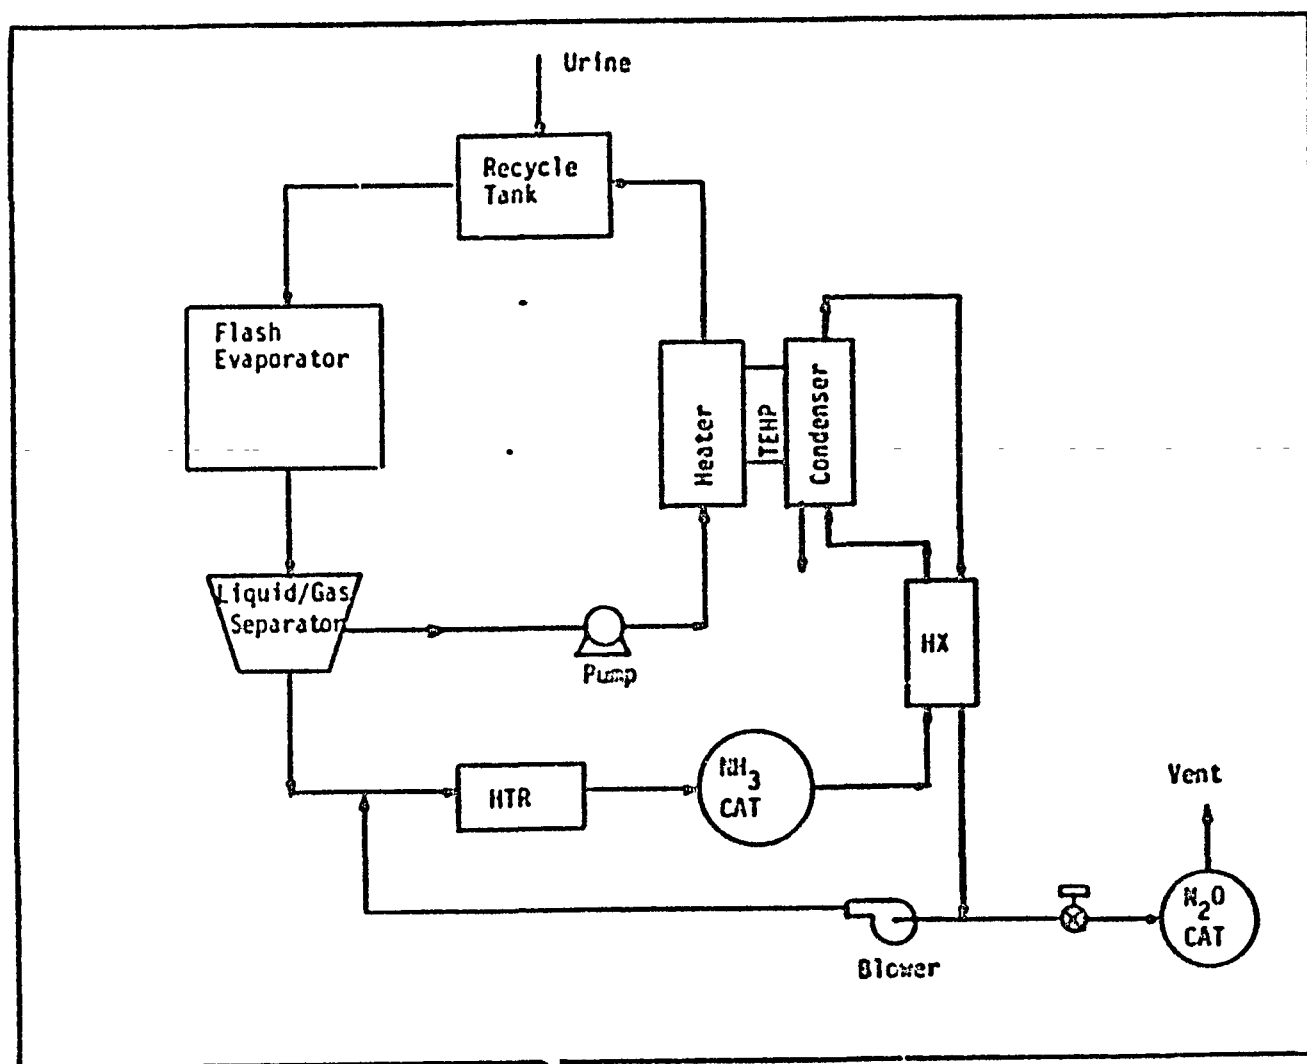 Urine
Recycle
Tank
Flash
Evaporator
Heater
TEHP
Condenser
Liquid/Gas
Separator
Pump
HX
HTR
NH3
CAT
Vent
N2O
CAT
Blower